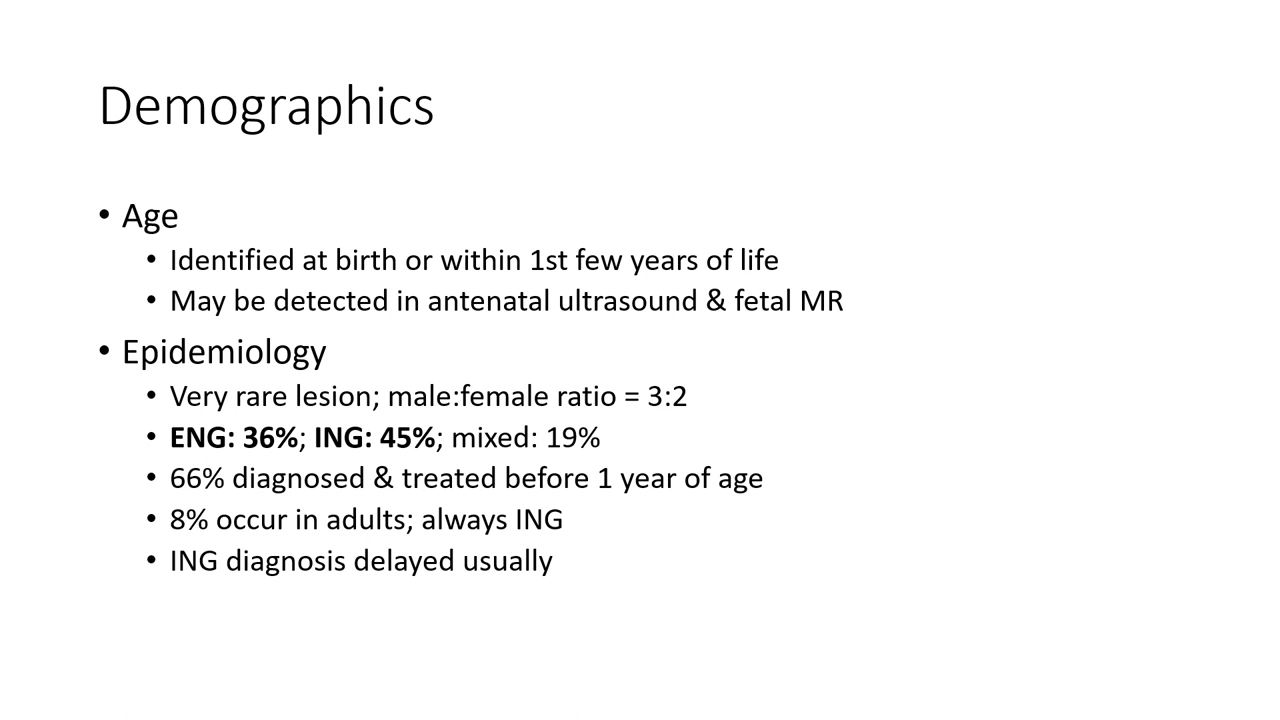 Demographics
• Age
• Identified at birth or within 1st few years of life
• May be detected in antenatal ultrasound & fetal MR
• Epidemiology
• Very rare lesion; male:female ratio = 3:2
• ENG: 36%; ING: 45%; mixed: 19%
• 66% diagnosed & treated before 1 year of age
• 8% occur in adults; always ING
• ING diagnosis delayed usually